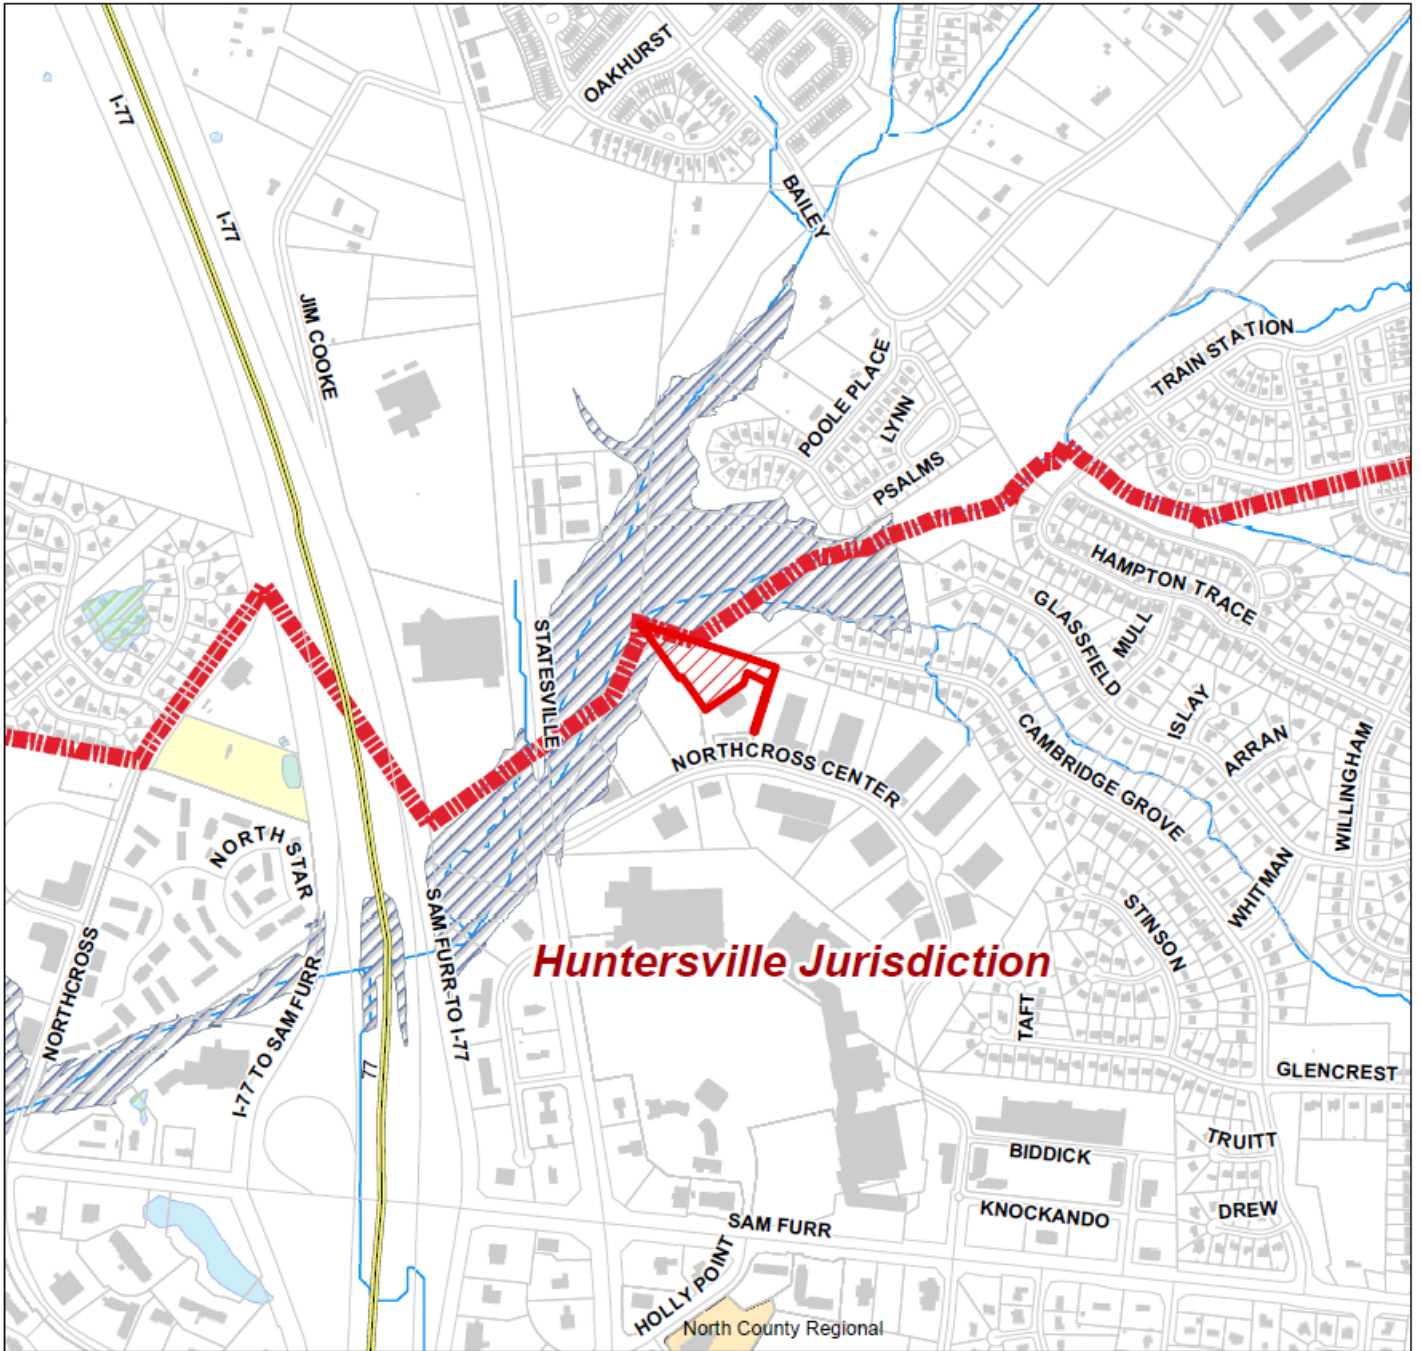 OAKHURST
I-77
I-77
BAILEY
JIM COOKE
TRAIN STATION
POOLE PLACE
LYNN
PSALMS
HAMPTON TRACE
GLASSFIELD
MULL
STATESVILLE
ISLAY
ARRAN
CAMBRIDGE GROVE
WILLINGHAM
NORTHCROSS CENTER
NORTH STAR
WHITMAN
STINSON
SAM FURR-TO I-77
Huntersville Jurisdiction
NORTHCROSS
I-77 TO SAM FURR
TAFT
77
GLENCREST
TRUITT
BIDDICK
KNOCKANDO
DREW
SAM FURR
HOLLY POINT
North County Regional